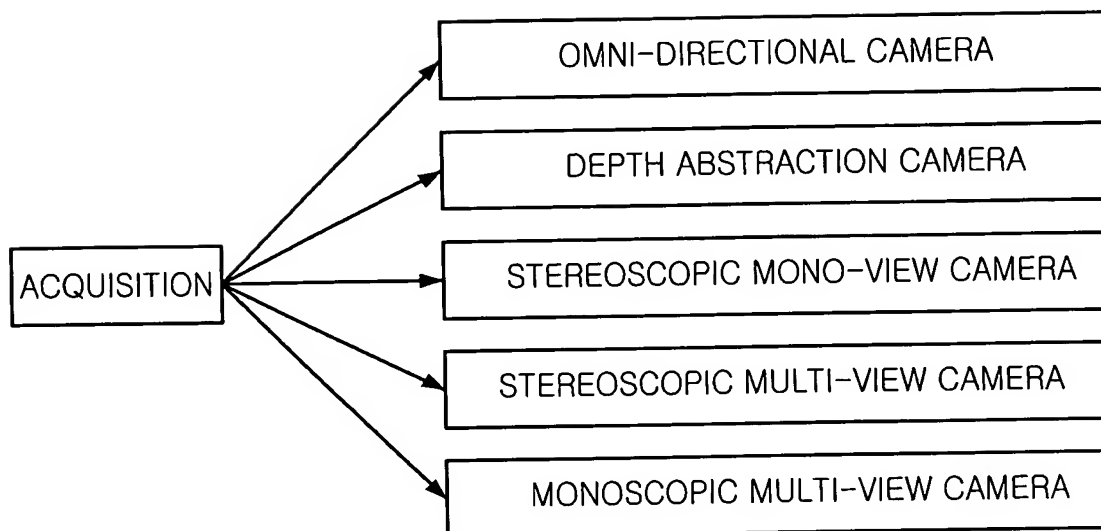 OMNI-DIRECTIONAL CAMERA
DEPTH ABSTRACTION CAMERA
ACQUISITION
STEREOSCOPIC MONO-VIEW CAMERA
STEREOSCOPIC MULTI-VIEW CAMERA
MONOSCOPIC MULTI-VIEW CAMERA